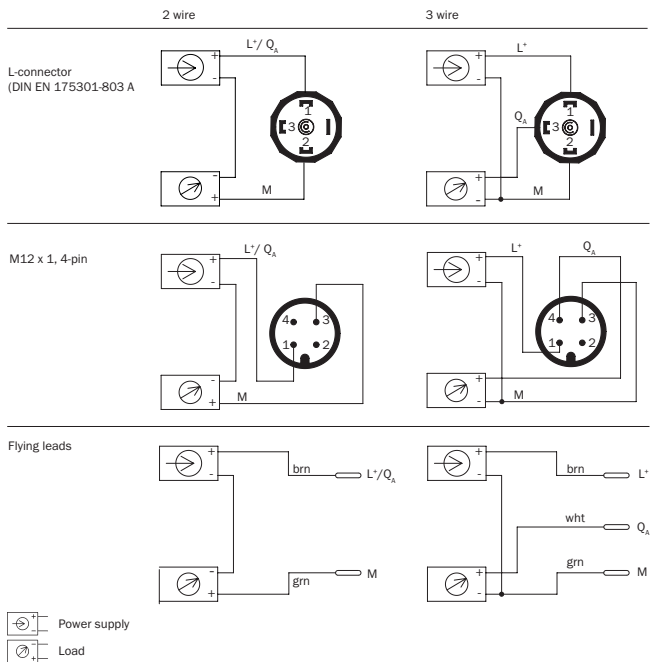 2 wire
3 wire
L-connector
(DIN EN 175301-803 A
L⁺/ Q_A
+
-
1
3
2
-
+
M
L⁺
+
-
Q_A
1
3
2
+
-
M
M12 x 1, 4-pin
L⁺/ Q_A
+
-
4 3
1 2
-
+
M
L⁺
Q_A
+
-
4 3
1 2
+
-
M
Flying leads
+
-
brn
L⁺/Q_A
-
+
grn
M
+
-
brn
L⁺
wht
Q_A
+
-
grn
M
+
-
Power supply
-
+
Load